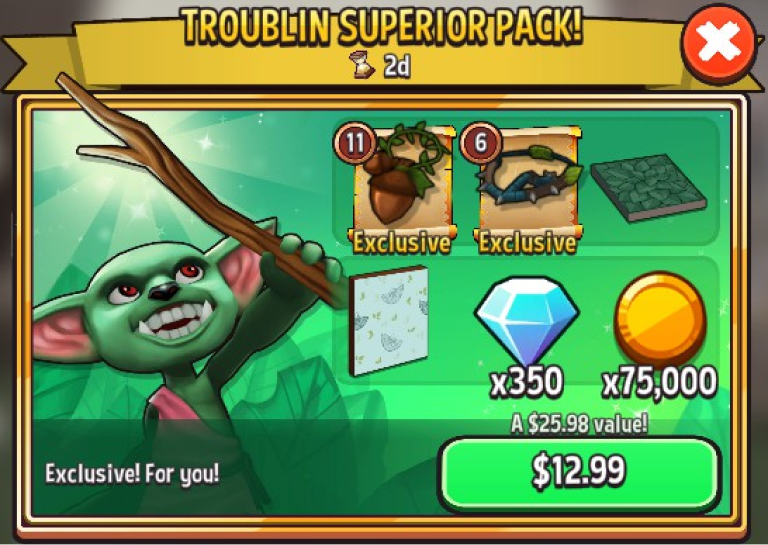 TROUBLIN SUPERIOR PACK!
2d
11
6
Exclusive
Exclusive
x350
x75,000
A $25.98 value!
Exclusive! For you!
$12.99